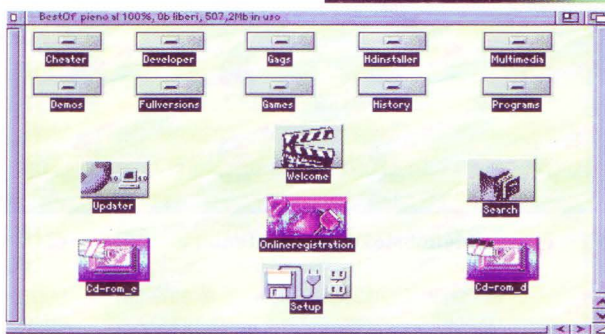 BestOf pieno al 100%, 0b liberi, 507,2Mb in uso
Cheater Developer Gags Hdinstaller Multimedia
Demos Fullversions Games History Programs
Welcome
Updater
Search
Onlineregistration
Cd-rom_e
Cd-rom_d
Setup